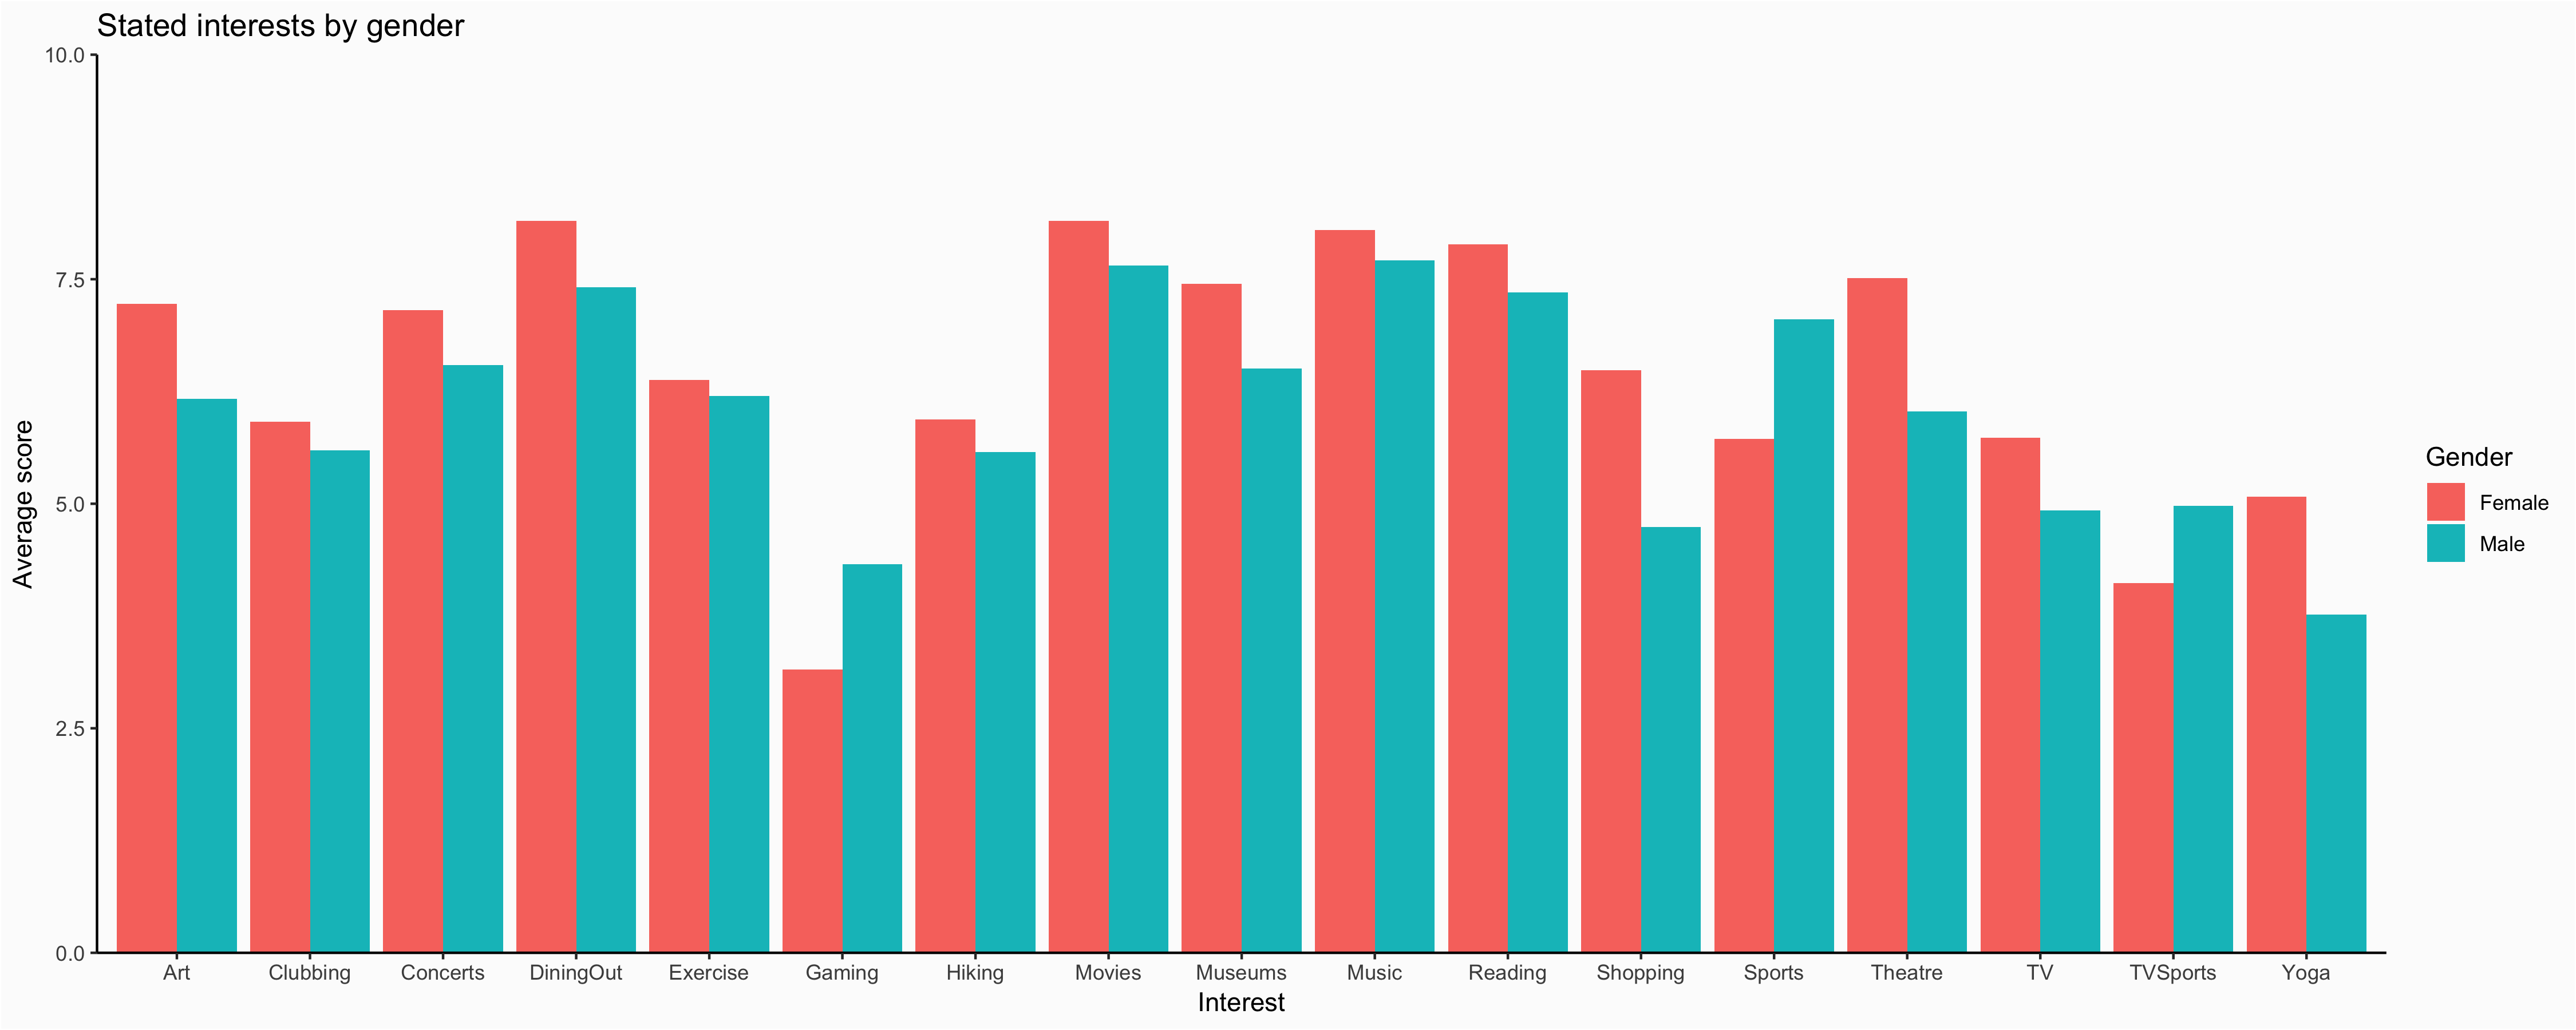 Stated interests by gender
10.0
7.5
5.0
2.5
0.0
Average score
Art Clubbing Concerts DiningOut Exercise Gaming Hiking Movies Museums Music Reading Shopping Sports Theatre TV TVSports Yoga
Interest
Gender
Female
Male